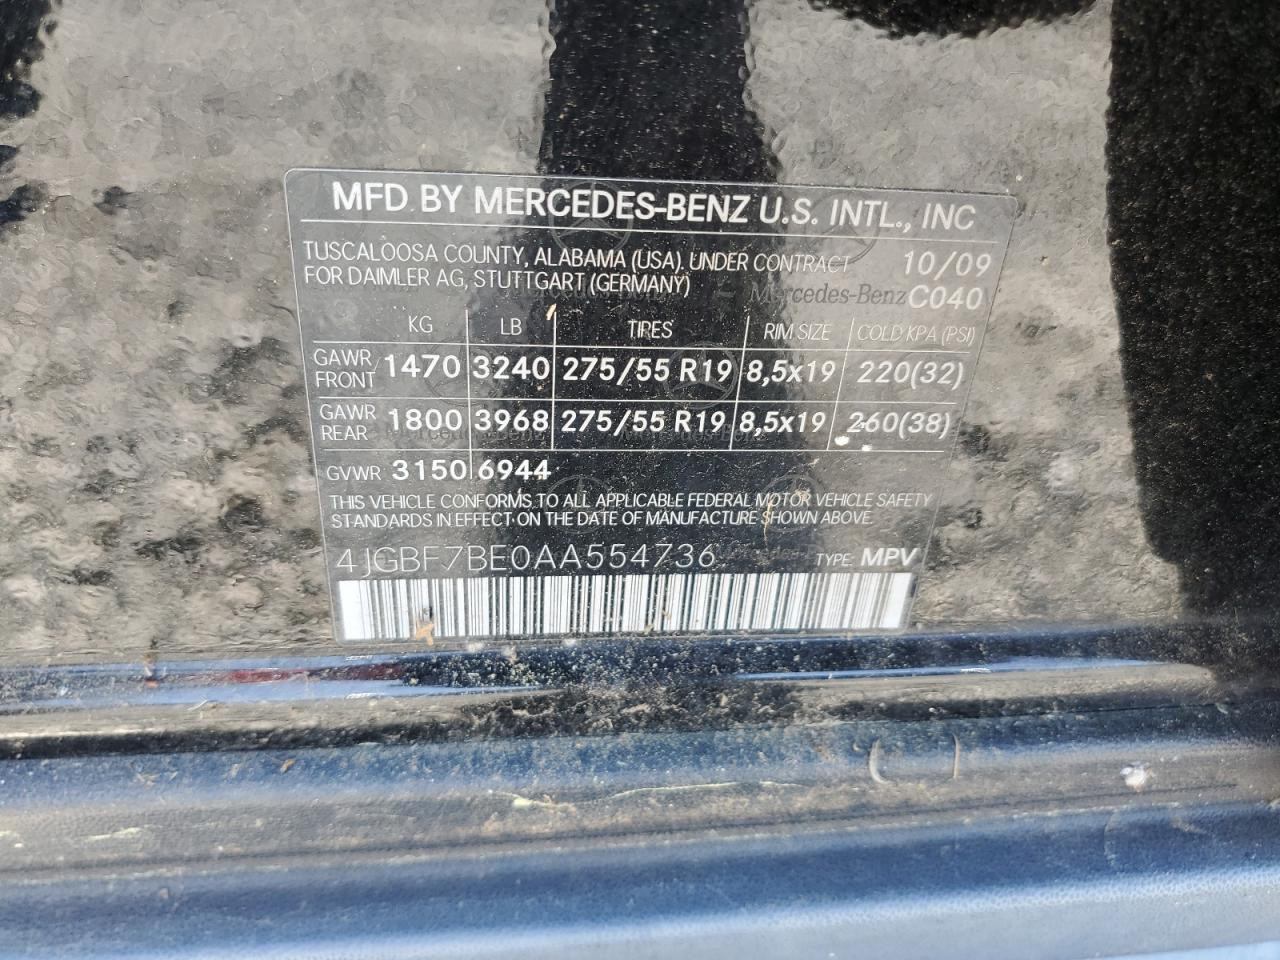 MFD BY MERCEDES-BENZ U.S. INTL., INC
TUSCALOOSA COUNTY, ALABAMA (USA). UNDER CONTRACT 10/09
FOR DAIMLER AG, STUTTGART (GERMANY) Mercedes-Benz C040
KG LB TIRES RIM SIZE COLD KPA (PSI)
GAWR FRONT 1470 3240 275/55 R19 8,5x19 220(32)
GAWR REAR 1800 3968 275/55 R19 8,5x19 260(38)
GVWR 3150 6944
THIS VEHICLE CONFORMS TO ALL APPLICABLE FEDERAL MOTOR VEHICLE SAFETY
STANDARDS IN EFFECT ON THE DATE OF MANUFACTURE SHOWN ABOVE.
4JGBF7BE0AA554736 TYPE: MPV